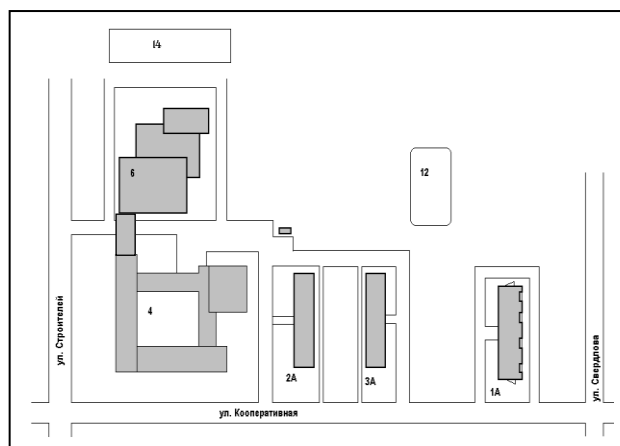 14
6
12
4
2А
3А
1А
ул. Строителей
ул. Свердлова
ул. Кооперативная